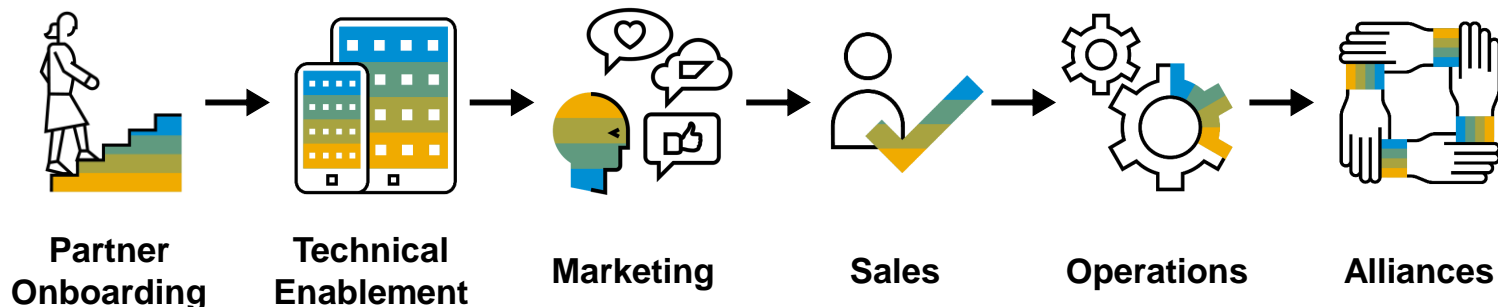 Partner
Onboarding
Technical
Enablement
Marketing
Sales
Operations
Alliances